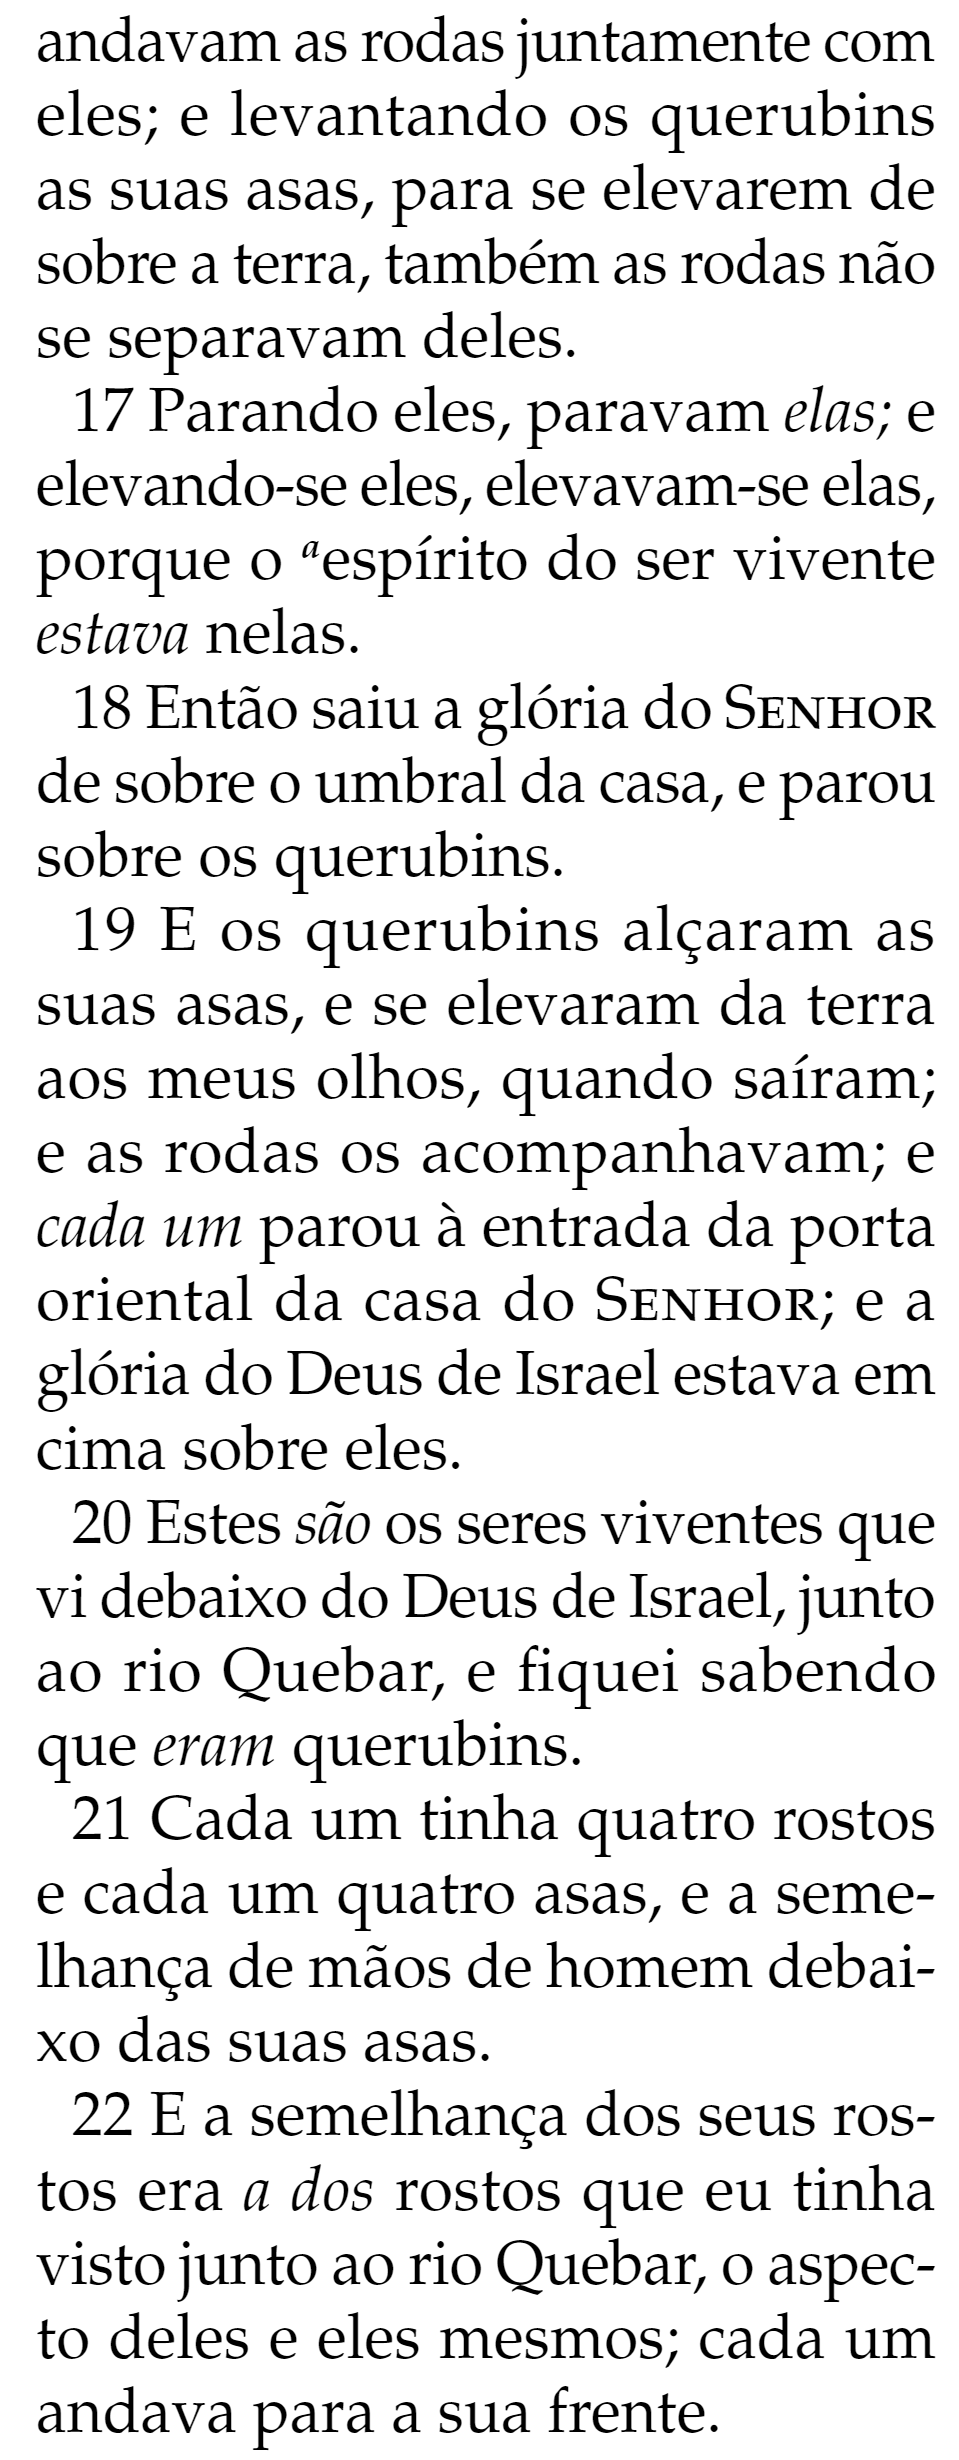 andavam as rodas juntamente com
eles; e levantando os querubins
as suas asas, para se elevarem de
sobre a terra, também as rodas não
se separavam deles.
17 Parando eles, paravam elas; e
elevando-se eles, elevavam-se elas,
porque o ᵃespírito do ser vivente
estava nelas.
18 Então saiu a glória do SENHOR
de sobre o umbral da casa, e parou
sobre os querubins.
19 E os querubins alçaram as
suas asas, e se elevaram da terra
aos meus olhos, quando saíram;
e as rodas os acompanhavam; e
cada um parou à entrada da porta
oriental da casa do SENHOR; e a
glória do Deus de Israel estava em
cima sobre eles.
20 Estes são os seres viventes que
vi debaixo do Deus de Israel, junto
ao rio Quebar, e fiquei sabendo
que eram querubins.
21 Cada um tinha quatro rostos
e cada um quatro asas, e a seme-
lhança de mãos de homem debai-
xo das suas asas.
22 E a semelhança dos seus ros-
tos era a dos rostos que eu tinha
visto junto ao rio Quebar, o aspec-
to deles e eles mesmos; cada um
andava para a sua frente.